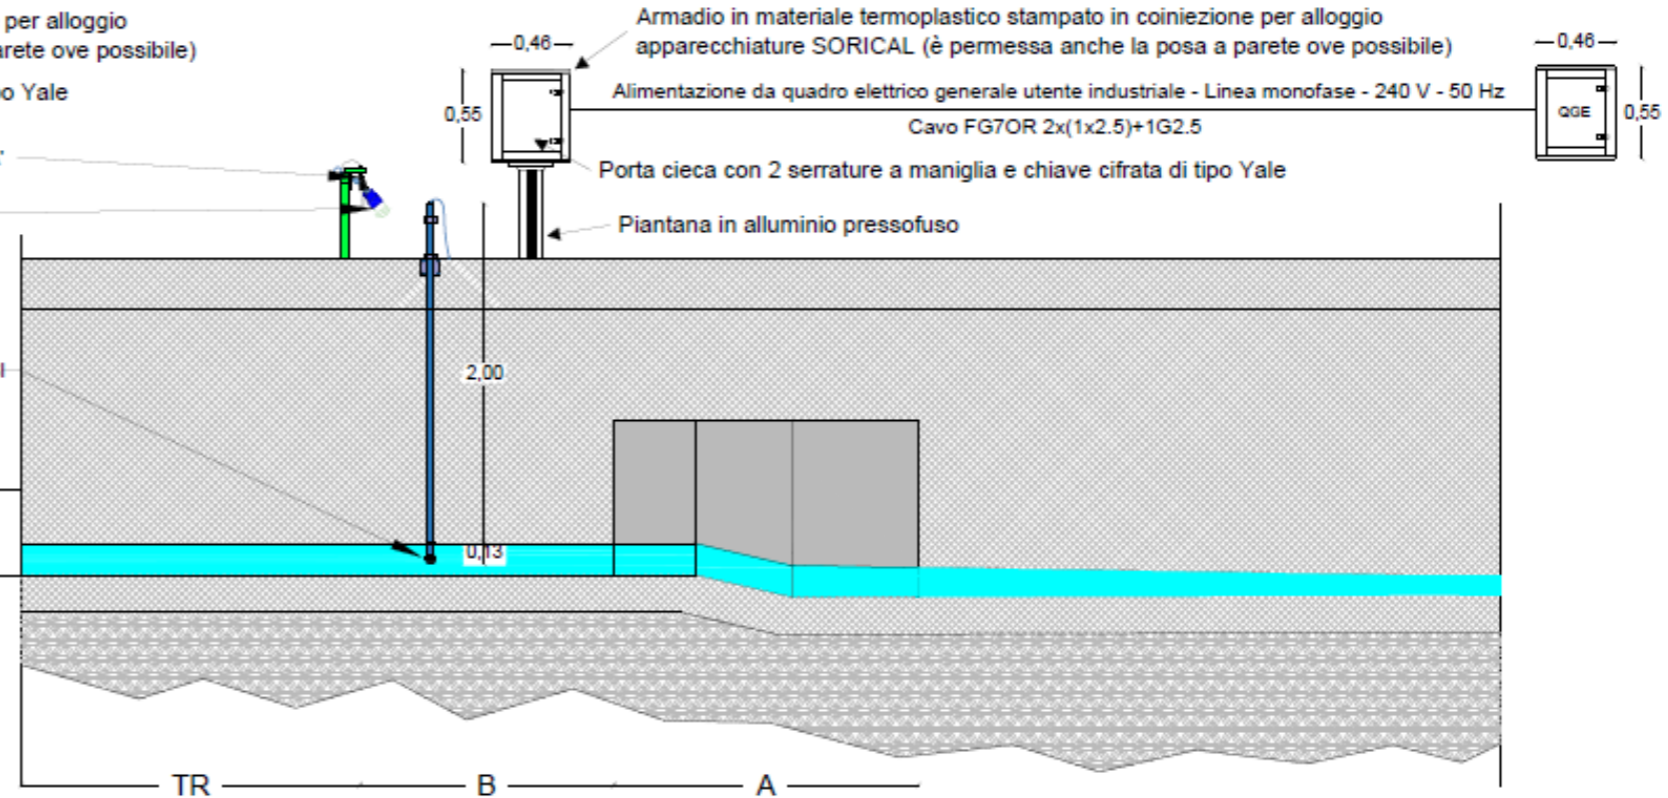 per alloggio
parete ove possibile)
o Yale
Armadio in materiale termoplastico stampato in coiniezione per alloggio
apparecchiature SORICAL (è permessa anche la posa a parete ove possibile)
0,46
0,55
Alimentazione da quadro elettrico generale utente industriale - Linea monofase - 240 V - 50 Hz
Cavo FG7OR 2x(1x2.5)+1G2.5
0,46
QGE
0,55
Porta cieca con 2 serrature a maniglia e chiave cifrata di tipo Yale
Piantana in alluminio pressofuso
2,00
0,13
TR
B
A